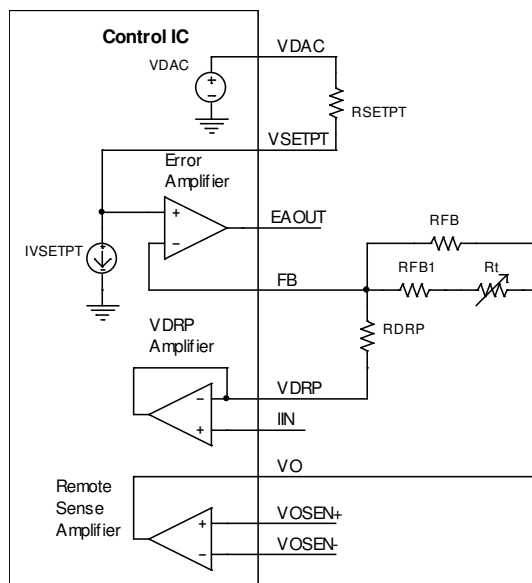 Control IC
VDAC
VDAC
RSETPT
VSETPT
Error
Amplifier
EAOUT
IVSETPT
RFB
FB
RFB1
Rt
RDRP
VDRP
Amplifier
VDRP
IIN
VO
Remote
Sense
Amplifier
VOSEN+
VOSEN-